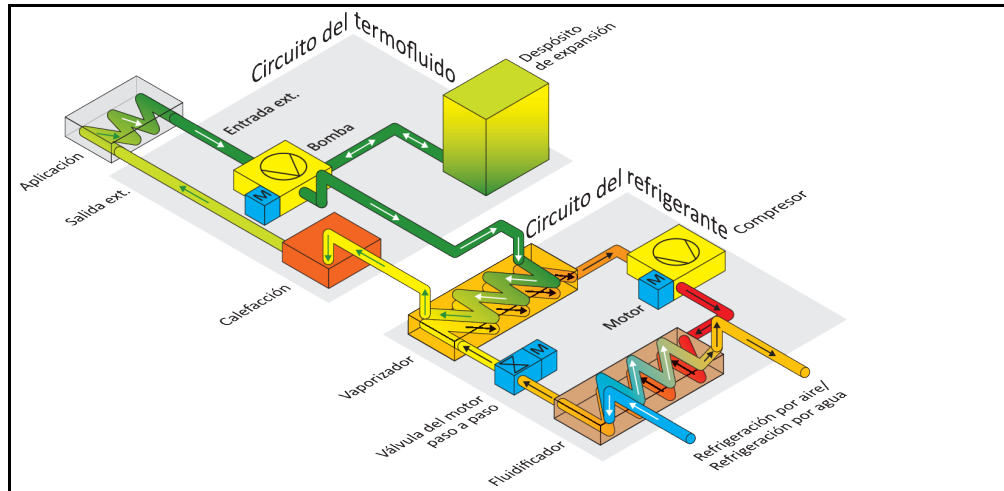 Circuito del termofluido
Despósito
de expansión
Entrada ext.
Bomba
Aplicación
Salida ext.
M
Calefacción
Circuito del refrigerante
Compresor
M
Motor
Vaporizador
M
Válvula del motor
paso a paso
Fluidificador
Refrigeración por aire/
Refrigeración por agua